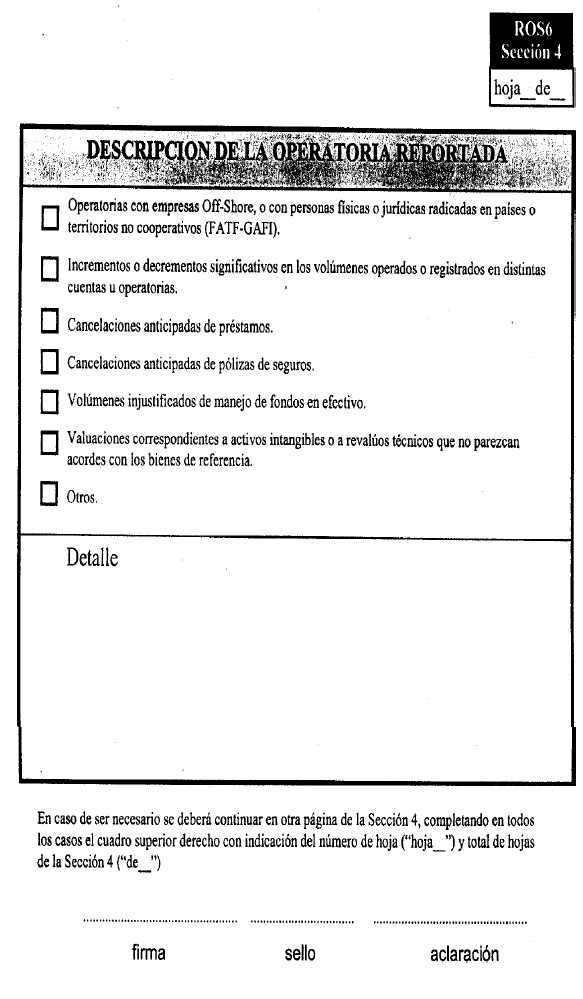 ROS6
Sección 4
hoja__de__
DESCRIPCION DE LA OPERATORIA REPORTADA
Operatorias con empresas Off-Shore, o con personas físicas o jurídicas radicadas en países o
territorios no cooperativos (FATF-GAFI).
Incrementos o decrementos significativos en los volúmenes operados o registrados en distintas
cuentas u operatorias.
Cancelaciones anticipadas de préstamos.
Cancelaciones anticipadas de pólizas de seguros.
Volúmenes injustificados de manejo de fondos en efectivo.
Valuaciones correspondientes a activos intangibles o a revalúos técnicos que no parezcan
acordes con los bienes de referencia.
Otros.
Detalle
En caso de ser necesario se deberá continuar en otra página de la Sección 4, completando en todos
los casos el cuadro superior derecho con indicación del número de hoja (“hoja__”) y total de hojas
de la Sección 4 (“de__”)
firma sello aclaración